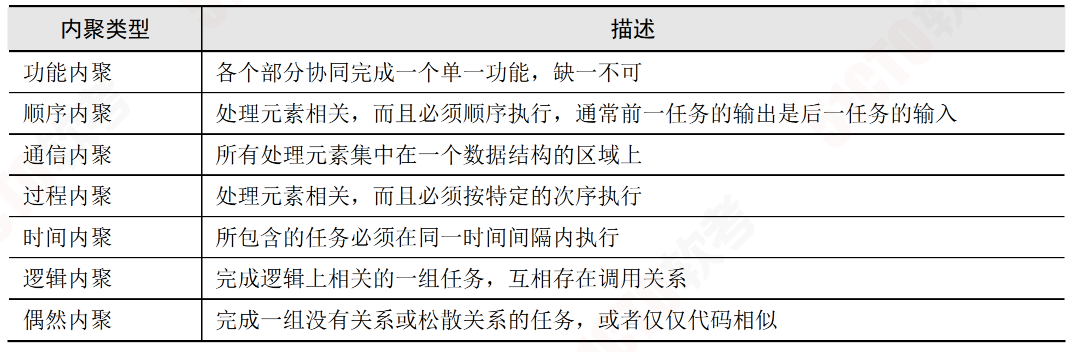 内聚类型 描述
功能内聚 各个部分协同完成一个单一功能，缺一不可
顺序内聚 处理元素相关，而且必须顺序执行，通常前一任务的输出是后一任务的输入
通信内聚 所有处理元素集中在一个数据结构的区域上
过程内聚 处理元素相关，而且必须按特定的次序执行
时间内聚 所包含的任务必须在同一时间间隔内执行
逻辑内聚 完成逻辑上相关的一组任务，互相存在调用关系
偶然内聚 完成一组没有关系或松散关系的任务，或者仅仅代码相似